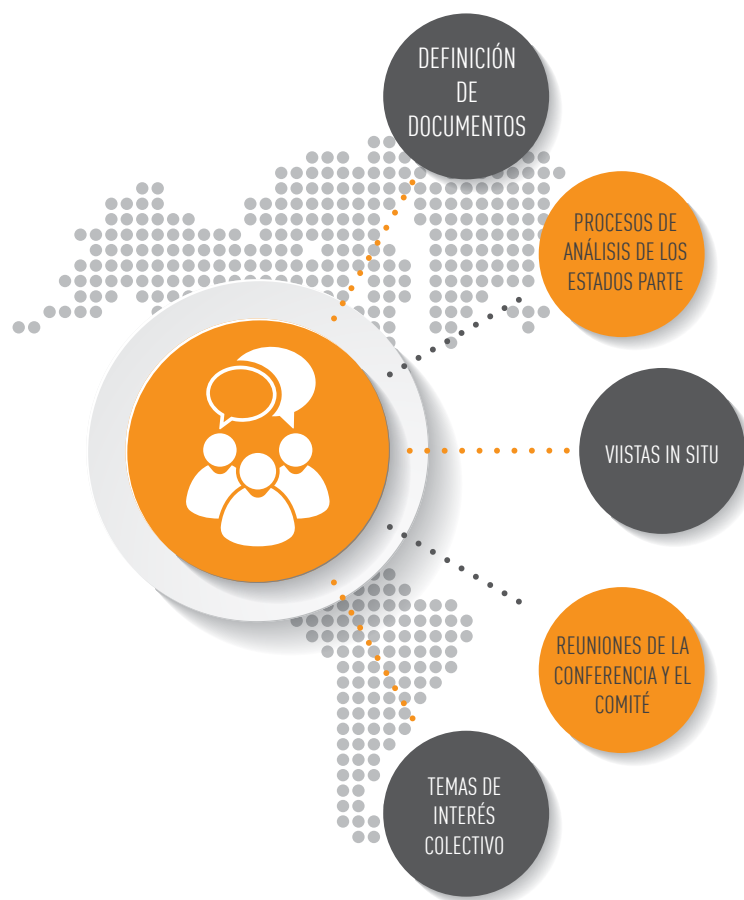 DEFINICIÓN
DE
DOCUMENTOS
PROCESOS DE
ANÁLISIS DE LOS
ESTADOS PARTE
VIISTAS IN SITU
REUNIONES DE LA
CONFERENCIA Y EL
COMITÉ
TEMAS DE
INTERÉS
COLECTIVO